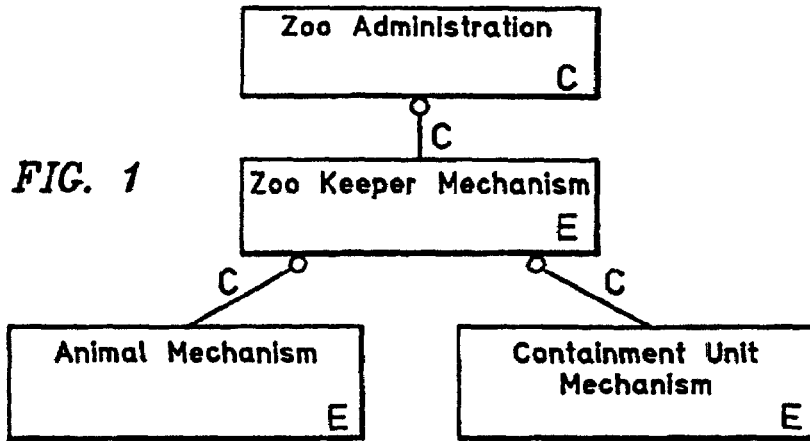 Zoo Administration
C
C
FIG. 1
Zoo Keeper Mechanism
E
C
C
Animal Mechanism
E
Containment Unit
Mechanism
E